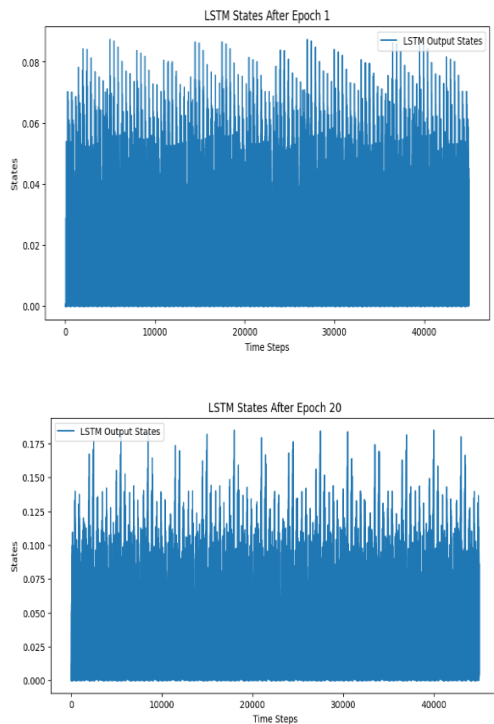 LSTM States After Epoch 1
LSTM Output States
0.08
0.06
0.04
0.02
0.00
States
0
10000
20000
30000
40000
Time Steps
LSTM States After Epoch 20
LSTM Output States
0.175
0.150
0.125
0.100
0.075
0.050
0.025
0.000
States
0
10000
20000
30000
40000
Time Steps